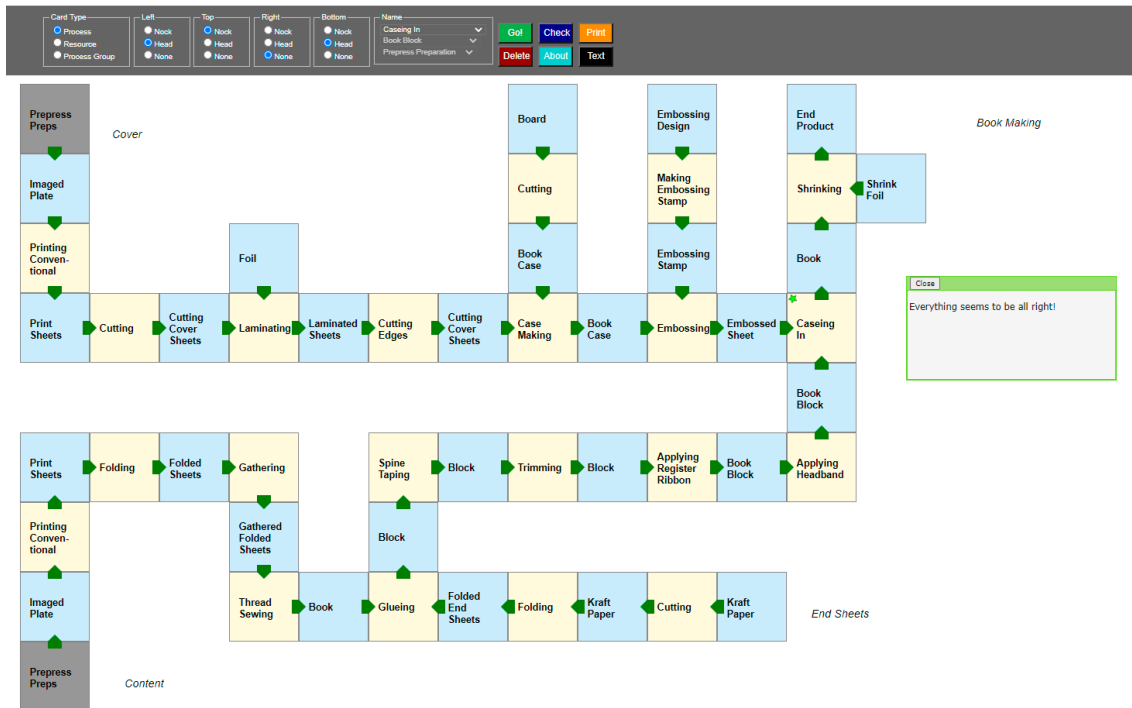 Card Type
Process
Resource
Process Group
Left
Nock
Head
None
Top
Nock
Head
None
Right
Nock
Head
None
Bottom
Nock
Head
None
Name
Caseing In
Book Block
Prepress Preparation
Go!
Check
Print
Delete
About
Text
Prepress
Preps
Cover
Board
Embossing
Design
End
Product
Book Making
Imaged
Plate
Cutting
Making
Embossing
Stamp
Shrinking
Shrink
Foil
Printing
Conven-
tional
Foil
Book
Case
Embossing
Stamp
Book
Close
Everything seems to be all right!
Print
Sheets
Cutting
Cutting
Cover
Sheets
Laminating
Laminated
Sheets
Cutting
Edges
Cutting
Cover
Sheets
Case
Making
Book
Case
Embossing
Embossed
Sheet
Caseing
In
Book
Block
Print
Sheets
Folding
Folded
Sheets
Gathering
Spine
Taping
Block
Trimming
Block
Applying
Register
Ribbon
Book
Block
Applying
Headband
Printing
Conven-
tional
Gathered
Folded
Sheets
Block
Imaged
Plate
Thread
Sewing
Book
Glueing
Folded
End
Sheets
Folding
Kraft
Paper
Cutting
Kraft
Paper
End Sheets
Prepress
Preps
Content